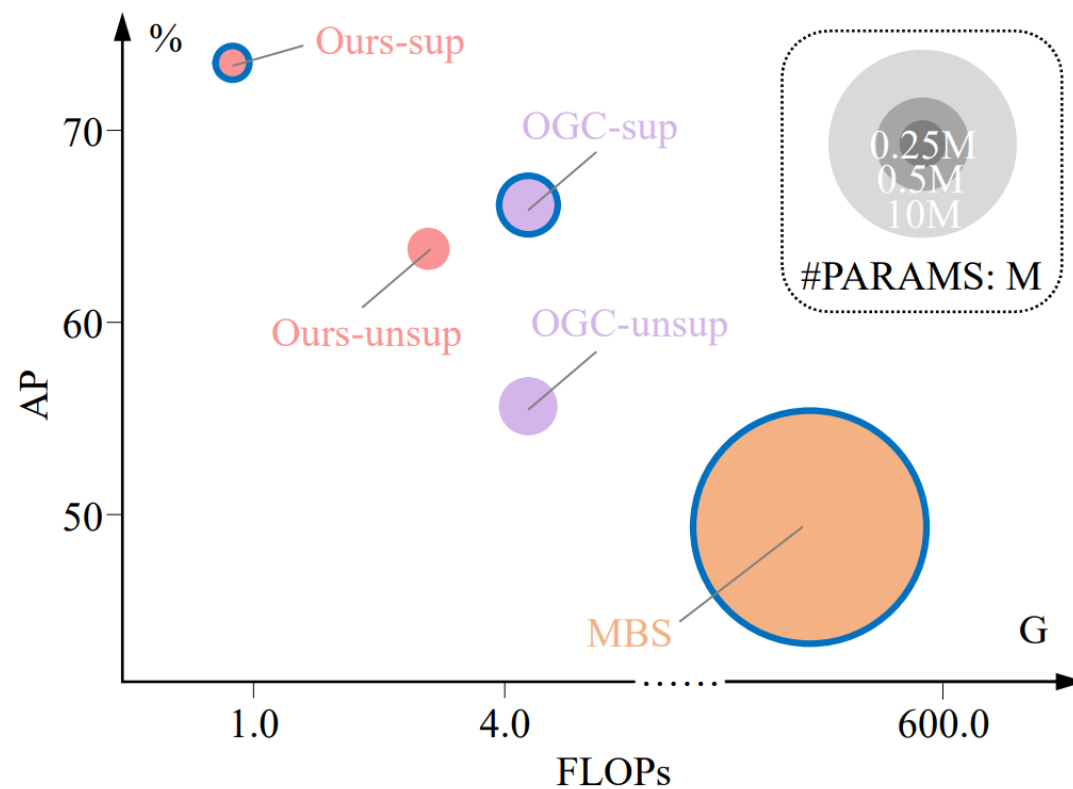 %
Ours-sup
70
OGC-sup
0.25M
0.5M
10M
#PARAMS: M
Ours-unsup
60
OGC-unsup
AP
50
MBS
G
......
1.0
4.0
600.0
FLOPs